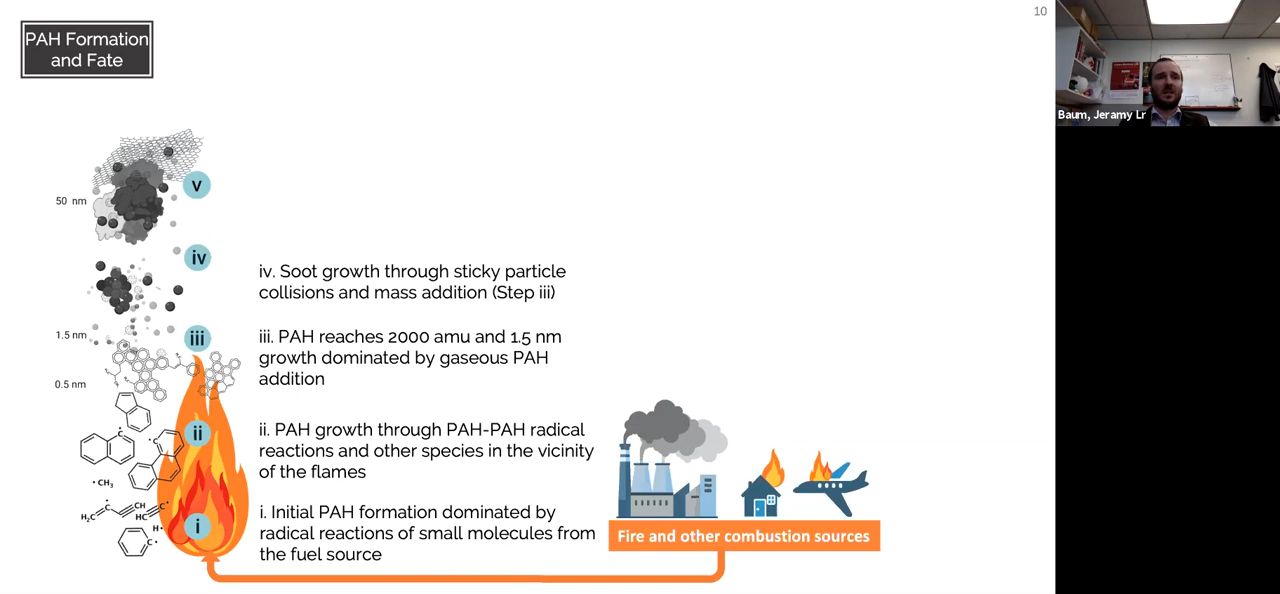 10
PAH Formation
and Fate
Baum, Jeramy Lr
v
50 nm
iv
iv. Soot growth through sticky particle
collisions and mass addition (Step iii)
1.5 nm
iii
iii. PAH reaches 2000 amu and 1.5 nm
growth dominated by gaseous PAH
addition
0.5 nm
C•
•C
ii
ii. PAH growth through PAH-PAH radical
reactions and other species in the vicinity
of the flames
•CH₃
H₂C
C•
CH
HC
C•
H•
C•
i
i. Initial PAH formation dominated by
radical reactions of small molecules from
the fuel source
Fire and other combustion sources